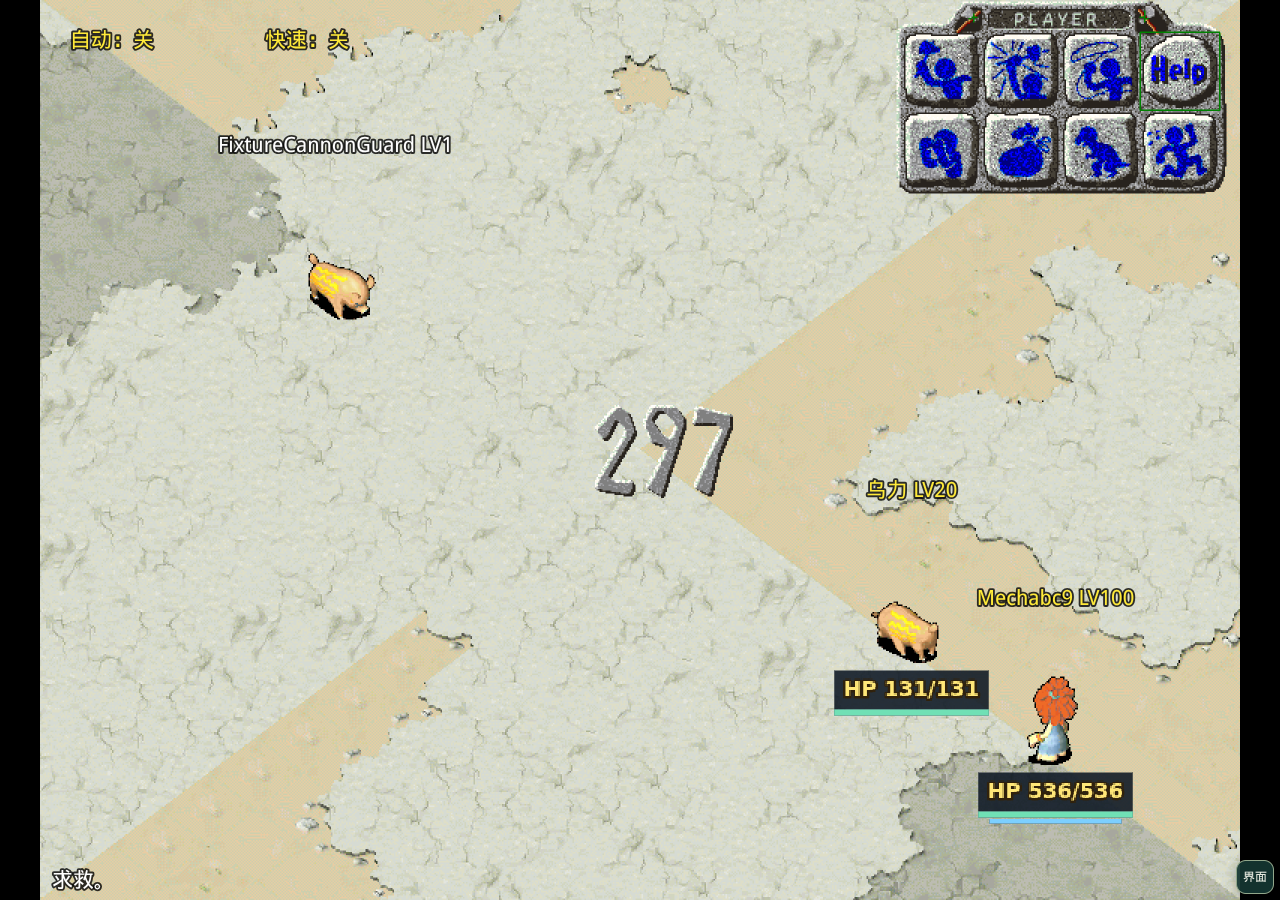 自动：关
快速：关
PLAYER
Help
FixtureCannonGuard LV1
297
乌力 LV20
Mechabc9 LV100
HP 131/131
HP 536/536
求救。
界面